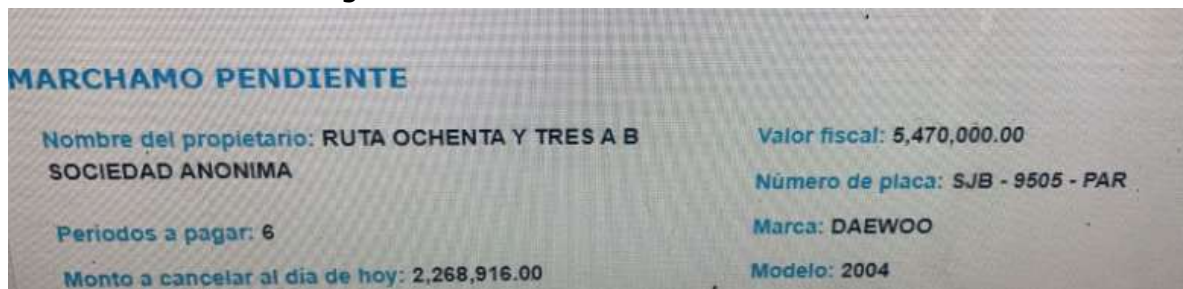 MARCHAMO PENDIENTE
Nombre del propietario: RUTA OCHENTA Y TRES A B
SOCIEDAD ANONIMA
Periodos a pagar: 6
Monto a cancelar al día de hoy: 2,268,916.00
Valor fiscal: 5,470,000.00
Número de placa: SJB - 9505 - PAR
Marca: DAEWOO
Modelo: 2004